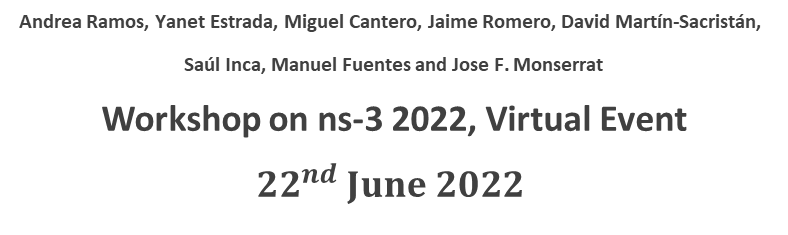 Andrea Ramos, Yanet Estrada, Miguel Cantero, Jaime Romero, David Martín-Sacristán,
Saúl Inca, Manuel Fuentes and Jose F. Monserrat
Workshop on ns-3 2022, Virtual Event
22nd June 2022